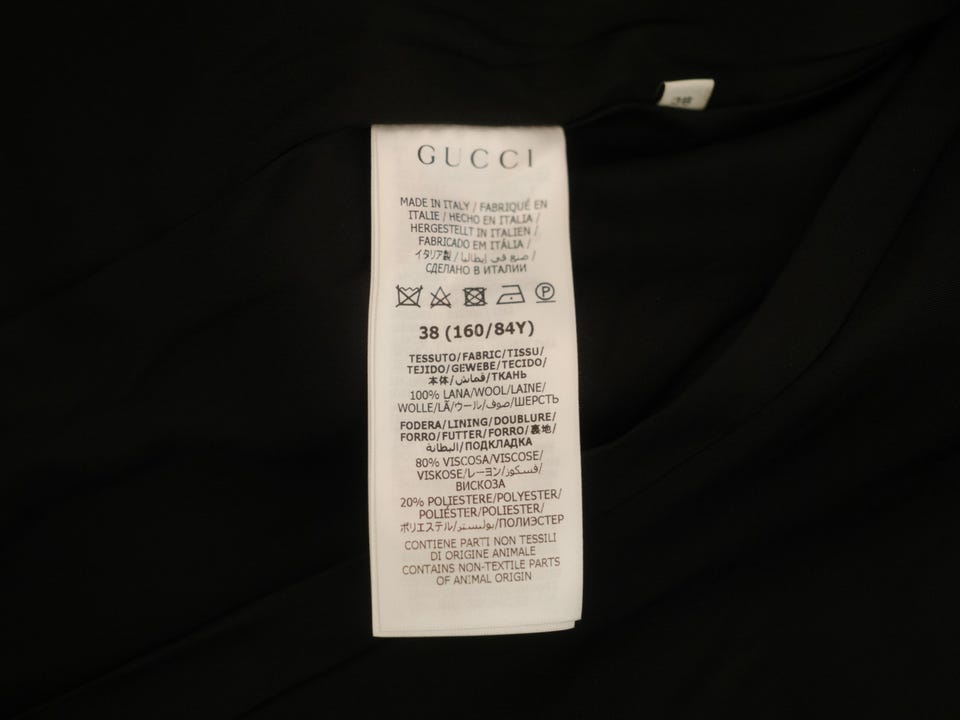 38
GUCCI
MADE IN ITALY / FABRIQUÉ EN
ITALIE / HECHO EN ITALIA /
HERGESTELLT IN ITALIEN /
FABRICADO EM ITÁLIA /
イタリア製 / صنع في إيطاليا /
СДЕЛАНО В ИТАЛИИ
P
38 (160/84Y)
TESSUTO/FABRIC/TISSU/
TEJIDO/GEWEBE/TECIDO/
本体/قماش/ТКАНЬ
100% LANA/WOOL/LAINE/
WOLLE/LÃ/ウール/صوف/ШЕРСТЬ
FODERA/LINING/DOUBLURE/
FORRO/FUTTER/FORRO/裏地/
البطانة/ПОДКЛАДКА
80% VISCOSA/VISCOSE/
VISKOSE/レーヨン/فسكوز/
ВИСКОЗА
20% POLIESTERE/POLYESTER/
POLIÉSTER/POLIESTER/
ポリエステル/بوليستر/ПОЛИЭСТЕР
CONTIENE PARTI NON TESSILI
DI ORIGINE ANIMALE
CONTAINS NON-TEXTILE PARTS
OF ANIMAL ORIGIN